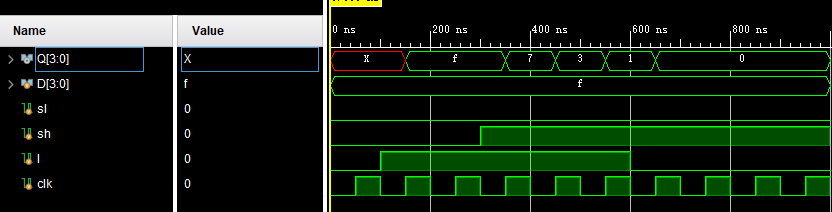 Name Value 0 ns 200 ns 400 ns 600 ns 800 ns
Q[3:0] X X f 7 3 1 0
D[3:0] f f
sl 0
sh 0
l 0
clk 0